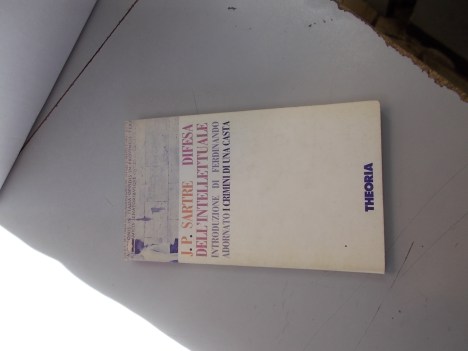 J. P. SARTRE DIFESA
DELL'INTELLETTUALE
INTRODUZIONE DI FERDINANDO
ADORNATO I CRIMINI DI UNA CASTA
THEORIA